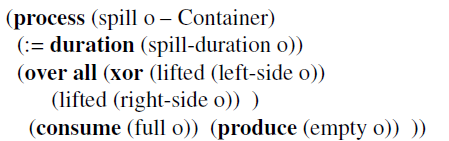 (process (spill o – Container)
(:= duration (spill-duration o))
(over all (xor (lifted (left-side o))
(lifted (right-side o)) )
(consume (full o)) (produce (empty o)) ))